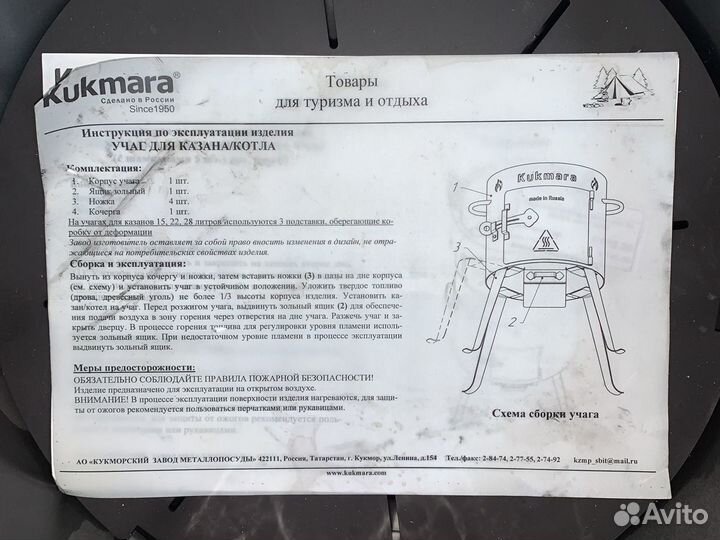 Kukmara®
Сделано в России
Since1950
Товары
для туризма и отдыха
Инструкция по эксплуатации изделия
УЧАГ ДЛЯ КАЗАНА/КОТЛА
Комплектация:
1. Корпус учага 1 шт.
2. Ящик зольный 1 шт.
3. Ножка 4 шт.
4. Кочерга 1 шт.
На учагах для казанов 15, 22, 28 литров используются 3 подставки, оберегающие ко-
робку от деформации
Завод изготовитель оставляет за собой право вносить изменения в дизайн, не отра-
жающиеся на потребительских свойствах изделия.
Сборка и эксплуатация:
Вынуть из корпуса кочергу и ножки, затем вставить ножки (3) в пазы на дне корпуса
(см. схему) и установить учаг в устойчивом положении. Уложить твердое топливо
(дрова, древесный уголь) не более 1/3 высоты корпуса изделия. Установить ка-
зан/котел на учаг. Перед розжигом учага, выдвинуть зольный ящик (2) для обеспече-
ния подачи воздуха в зону горения через отверстия на дне учага. Разжечь учаг и за-
крыть дверцу. В процессе горения топлива для регулировки уровня пламени исполь-
зуется зольный ящик. При недостаточном уровне пламени в процессе эксплуатации
выдвинуть зольный ящик.
Меры предосторожности:
ОБЯЗАТЕЛЬНО СОБЛЮДАЙТЕ ПРАВИЛА ПОЖАРНОЙ БЕЗОПАСНОСТИ!
Изделие предназначено для эксплуатации на открытом воздухе.
ВНИМАНИЕ! В процессе эксплуатации поверхности изделия нагреваются, для защи-
ты от ожогов рекомендуется пользоваться перчатками или рукавицами.
1
Kukmara
made in Russia
3
2
Схема сборки учага
АО «КУКМОРСКИЙ ЗАВОД МЕТАЛЛОПОСУДЫ» 422111, Россия, Татарстан, г. Кукмор, ул.Ленина, д.154 Тел./факс: 2-84-74, 2-77-55, 2-74-92 kzmp_sbit@mail.ru
www.kukmara.com
Avito